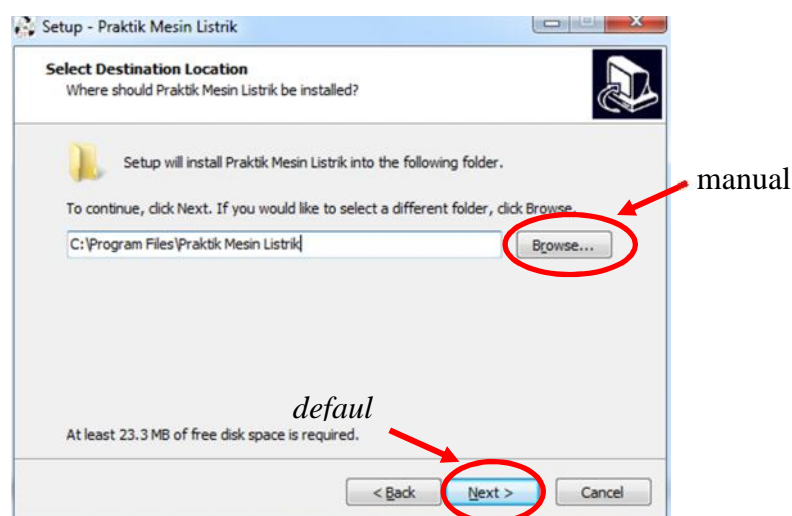 Setup - Praktik Mesin Listrik
Select Destination Location
Where should Praktik Mesin Listrik be installed?
Setup will install Praktik Mesin Listrik into the following folder.
manual
To continue, click Next. If you would like to select a different folder, click Browse.
C:\Program Files\Praktik Mesin Listrik
Browse...
defaul
At least 23.3 MB of free disk space is required.
< Back Next > Cancel